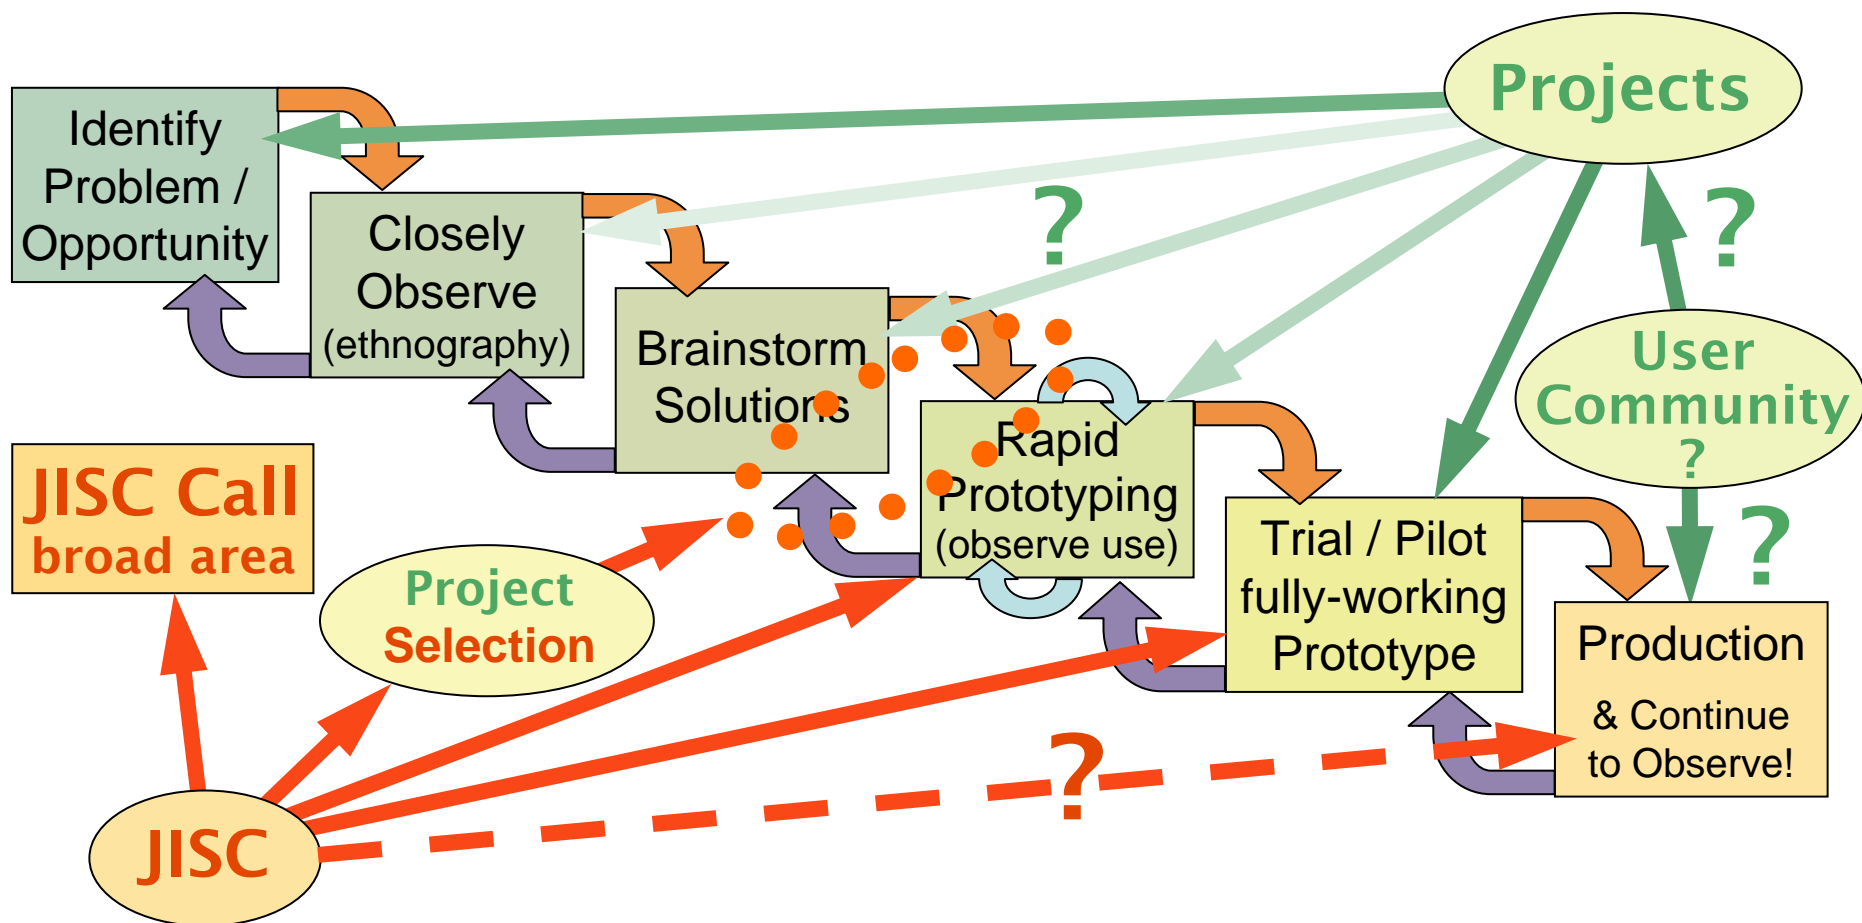 Projects
Identify
Problem /
Opportunity
Closely
Observe
(ethnography)
?
?
Brainstorm
Solutions
User
Community
?
Rapid
Prototyping
(observe use)
JISC Call
broad area
Trial / Pilot
fully-working
Prototype
?
Project
Selection
Production
& Continue
to Observe!
?
JISC